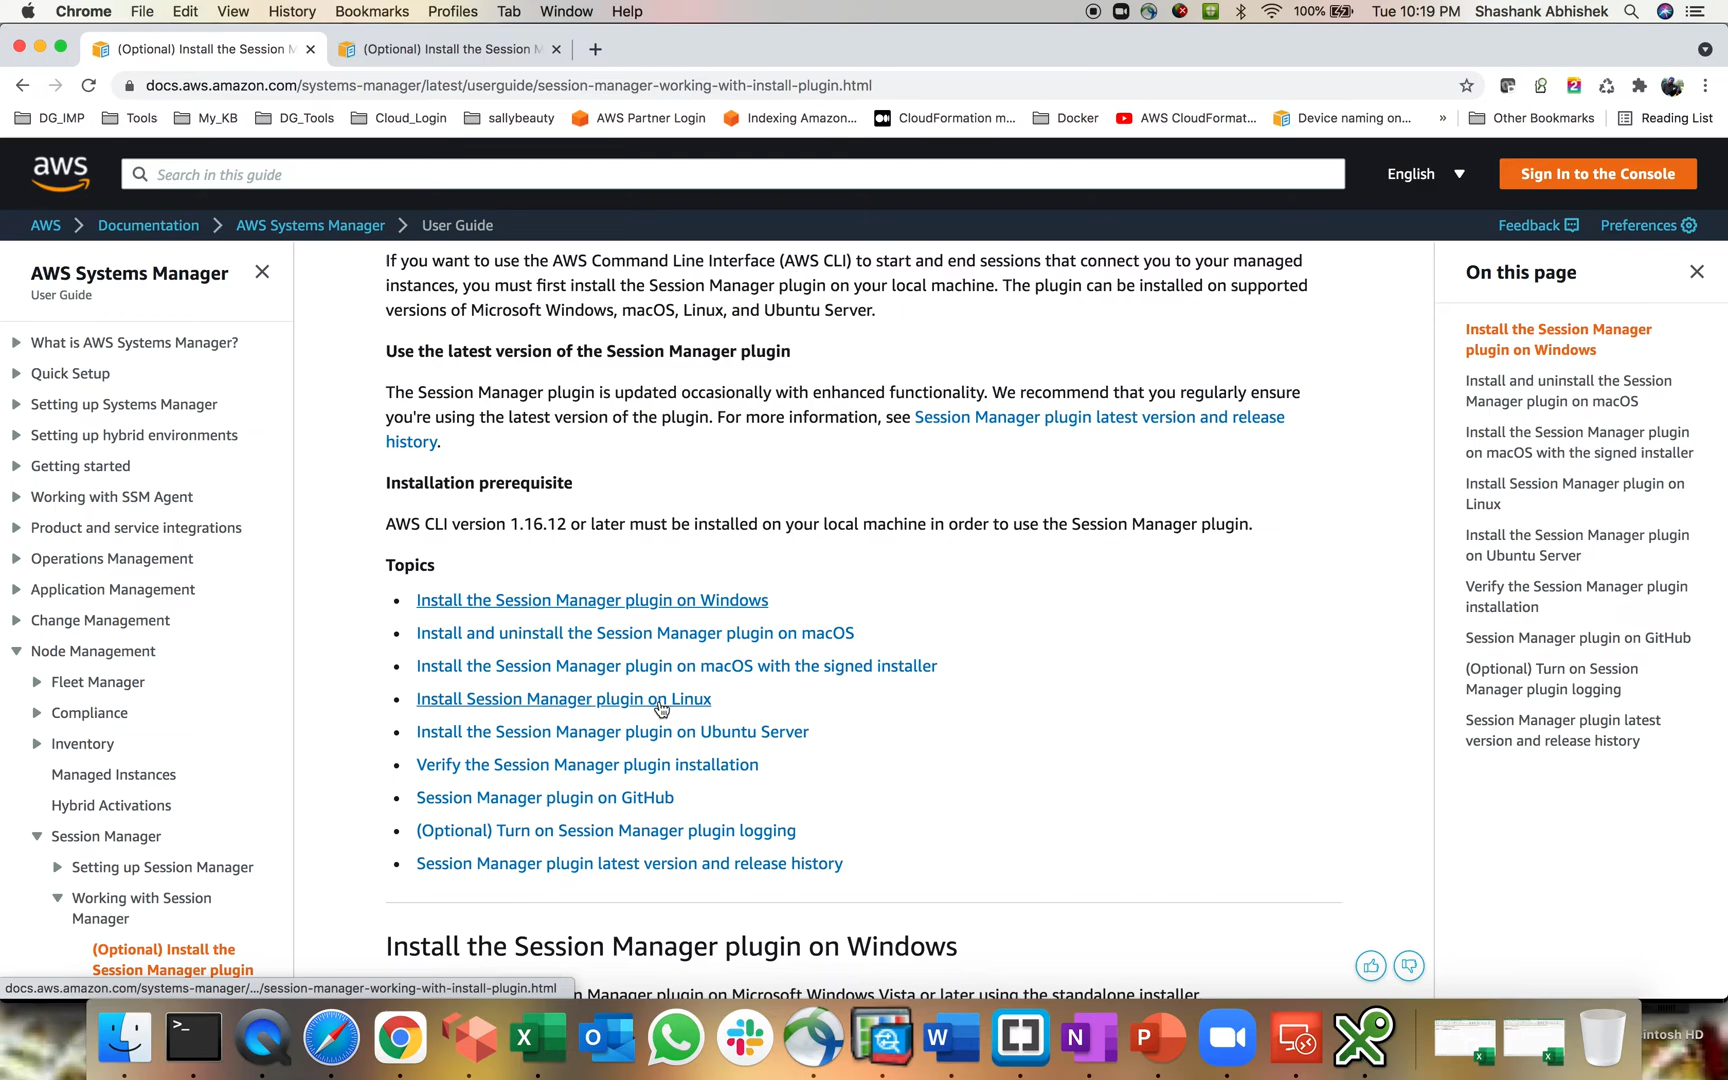 Chrome File Edit View History Bookmarks Profiles Tab Window Help 100% Tue 10:19 PM Shashank Abhishek
(Optional) Install the Session M (Optional) Install the Session M
docs.aws.amazon.com/systems-manager/latest/userguide/session-manager-working-with-install-plugin.html
DG_IMP Tools My_KB DG_Tools Cloud_Login sallybeauty AWS Partner Login Indexing Amazon... CloudFormation m... Docker AWS CloudFormat... Device naming on... » Other Bookmarks Reading List
aws Search in this guide English Sign In to the Console
AWS Documentation AWS Systems Manager User Guide Feedback Preferences
AWS Systems Manager
User Guide
What is AWS Systems Manager?
Quick Setup
Setting up Systems Manager
Setting up hybrid environments
Getting started
Working with SSM Agent
Product and service integrations
Operations Management
Application Management
Change Management
Node Management
Fleet Manager
Compliance
Inventory
Managed Instances
Hybrid Activations
Session Manager
Setting up Session Manager
Working with Session
Manager
(Optional) Install the
Session Manager plugin
If you want to use the AWS Command Line Interface (AWS CLI) to start and end sessions that connect you to your managed
instances, you must first install the Session Manager plugin on your local machine. The plugin can be installed on supported
versions of Microsoft Windows, macOS, Linux, and Ubuntu Server.
Use the latest version of the Session Manager plugin
The Session Manager plugin is updated occasionally with enhanced functionality. We recommend that you regularly ensure
you're using the latest version of the plugin. For more information, see Session Manager plugin latest version and release
history.
Installation prerequisite
AWS CLI version 1.16.12 or later must be installed on your local machine in order to use the Session Manager plugin.
Topics
• Install the Session Manager plugin on Windows
• Install and uninstall the Session Manager plugin on macOS
• Install the Session Manager plugin on macOS with the signed installer
• Install Session Manager plugin on Linux
• Install the Session Manager plugin on Ubuntu Server
• Verify the Session Manager plugin installation
• Session Manager plugin on GitHub
• (Optional) Turn on Session Manager plugin logging
• Session Manager plugin latest version and release history
Install the Session Manager plugin on Windows
n Manager plugin on Microsoft Windows Vista or later using the standalone installer
On this page
Install the Session Manager
plugin on Windows
Install and uninstall the Session
Manager plugin on macOS
Install the Session Manager plugin
on macOS with the signed installer
Install Session Manager plugin on
Linux
Install the Session Manager plugin
on Ubuntu Server
Verify the Session Manager plugin
installation
Session Manager plugin on GitHub
(Optional) Turn on Session
Manager plugin logging
Session Manager plugin latest
version and release history
docs.aws.amazon.com/systems-manager/.../session-manager-working-with-install-plugin.html
intosh HD